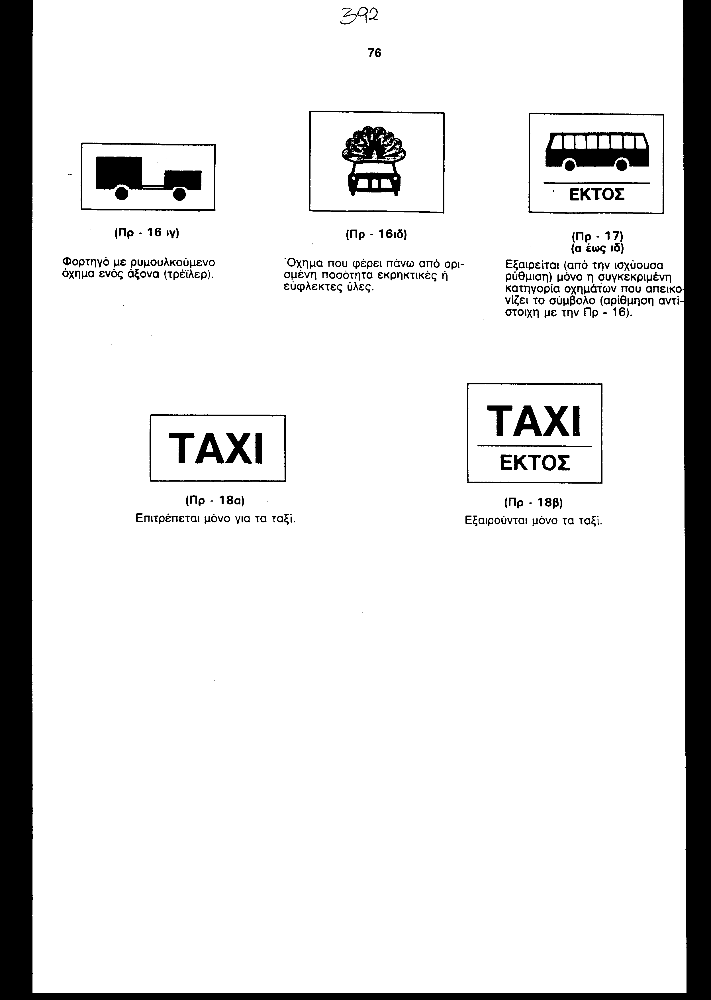 392
76
ΕΚΤΟΣ
(Πρ - 16 ιγ)
Φορτηγό με ρυμουλκούμενο
όχημα ενός άξονα (τρέϊλερ).
(Πρ - 16ιδ)
Όχημα που φέρει πάνω από ορι-
σμένη ποσότητα εκρηκτικές ή
εύφλεκτες ύλες.
(Πρ - 17)
(α έως ιδ)
Εξαιρείται (από την ισχύουσα
ρύθμιση) μόνο η συγκεκριμένη
κατηγορία οχημάτων που απεικο-
νίζει το σύμβολο (αρίθμηση αντί-
στοιχη με την Πρ - 16).
ΤΑΧΙ
(Πρ - 18α)
Επιτρέπεται μόνο για τα ταξί.
ΤΑΧΙ
ΕΚΤΟΣ
(Πρ - 18β)
Εξαιρούνται μόνο τα ταξί.